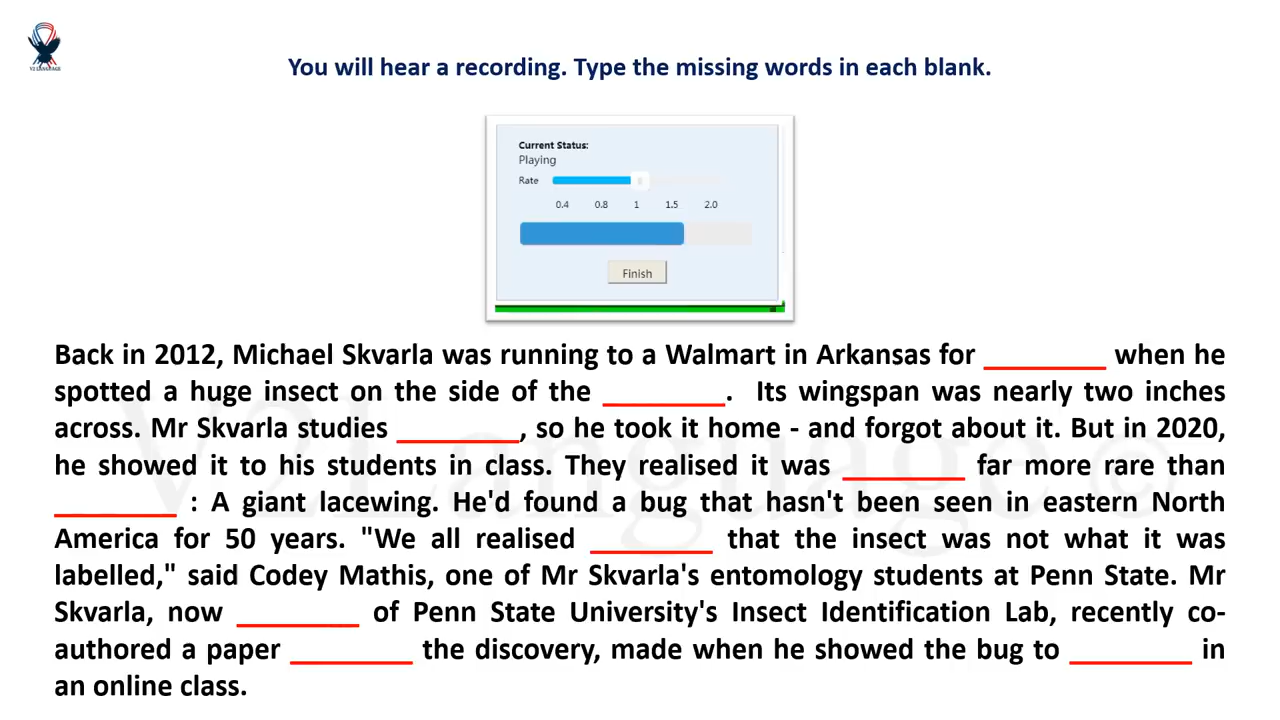 V2 LANGUAGE
You will hear a recording. Type the missing words in each blank.
Current Status:
Playing
Rate
0.4 0.8 1 1.5 2.0
Finish
Back in 2012, Michael Skvarla was running to a Walmart in Arkansas for ________ when he
spotted a huge insect on the side of the ________. Its wingspan was nearly two inches
across. Mr Skvarla studies ________, so he took it home - and forgot about it. But in 2020,
he showed it to his students in class. They realised it was ________ far more rare than
________ : A giant lacewing. He'd found a bug that hasn't been seen in eastern North
America for 50 years. "We all realised ________ that the insect was not what it was
labelled," said Codey Mathis, one of Mr Skvarla's entomology students at Penn State. Mr
Skvarla, now ________ of Penn State University's Insect Identification Lab, recently co-
authored a paper ________ the discovery, made when he showed the bug to ________ in
an online class.
V2Language ©